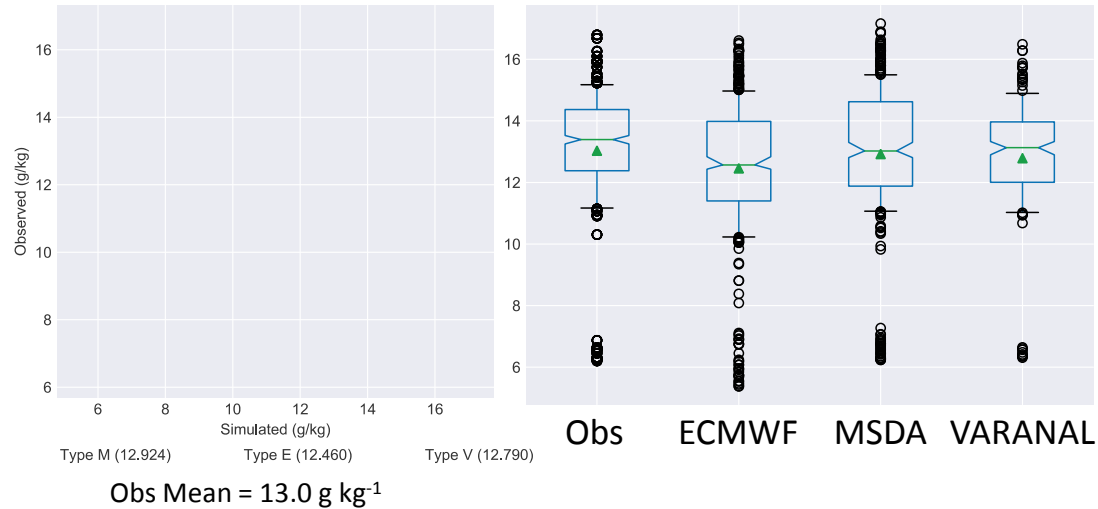 16
14
12
10
8
6
Observed (g/kg)
6 8 10 12 14 16
Simulated (g/kg)
Type M (12.924) Type E (12.460) Type V (12.790)
Obs Mean = 13.0 g kg⁻¹
16
14
12
10
8
6
Obs ECMWF MSDA VARANAL